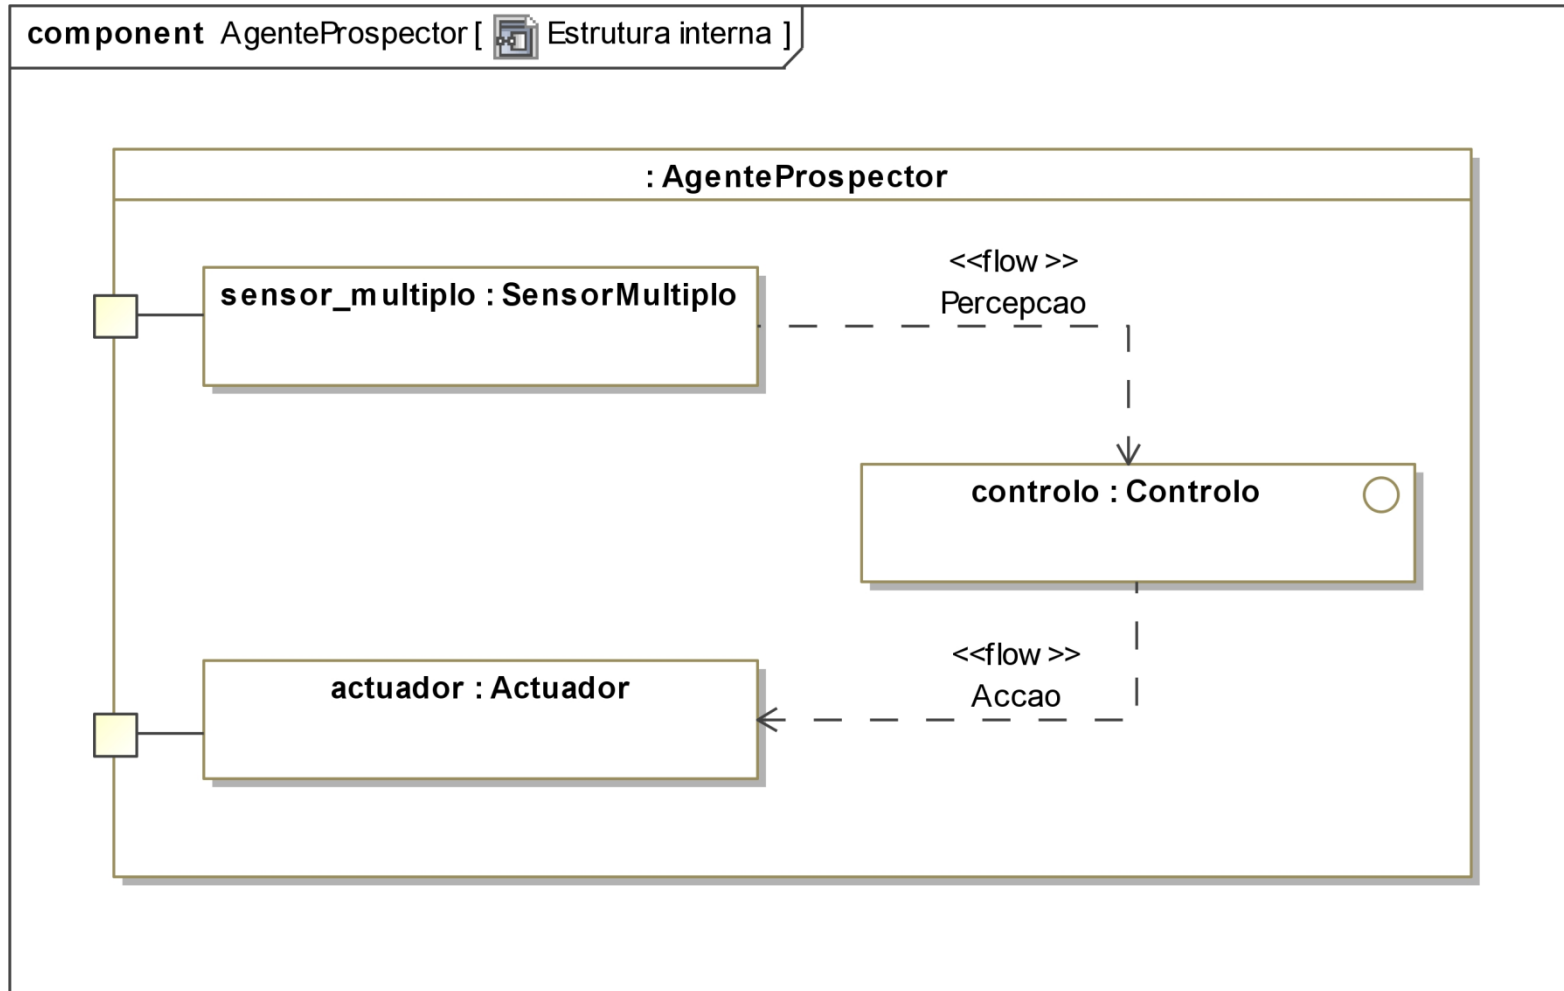 component AgenteProspector [ Estrutura interna ]
: AgenteProspector
<<flow >>
Percepcao
sensor_multiplo : SensorMultiplo
controlo : Controlo
<<flow >>
Accao
actuador : Actuador